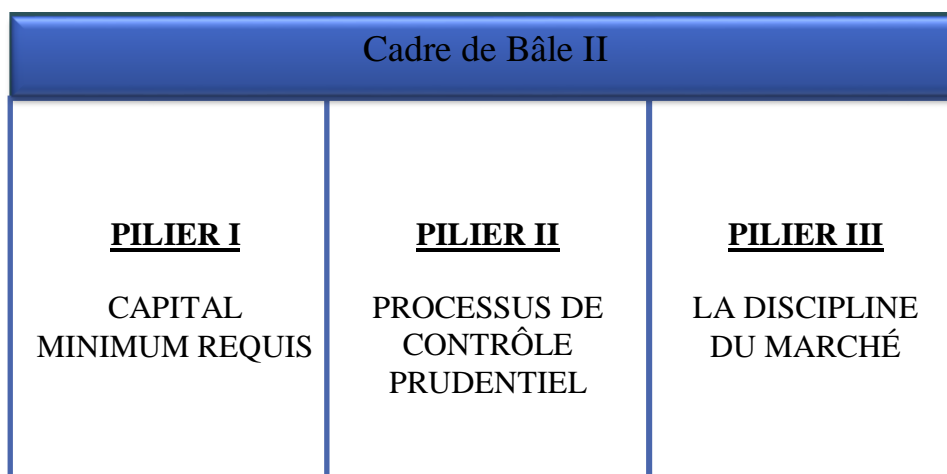 Cadre de Bâle II
PILIER I
CAPITAL
MINIMUM REQUIS
PILIER II
PROCESSUS DE
CONTRÔLE
PRUDENTIEL
PILIER III
LA DISCIPLINE
DU MARCHÉ